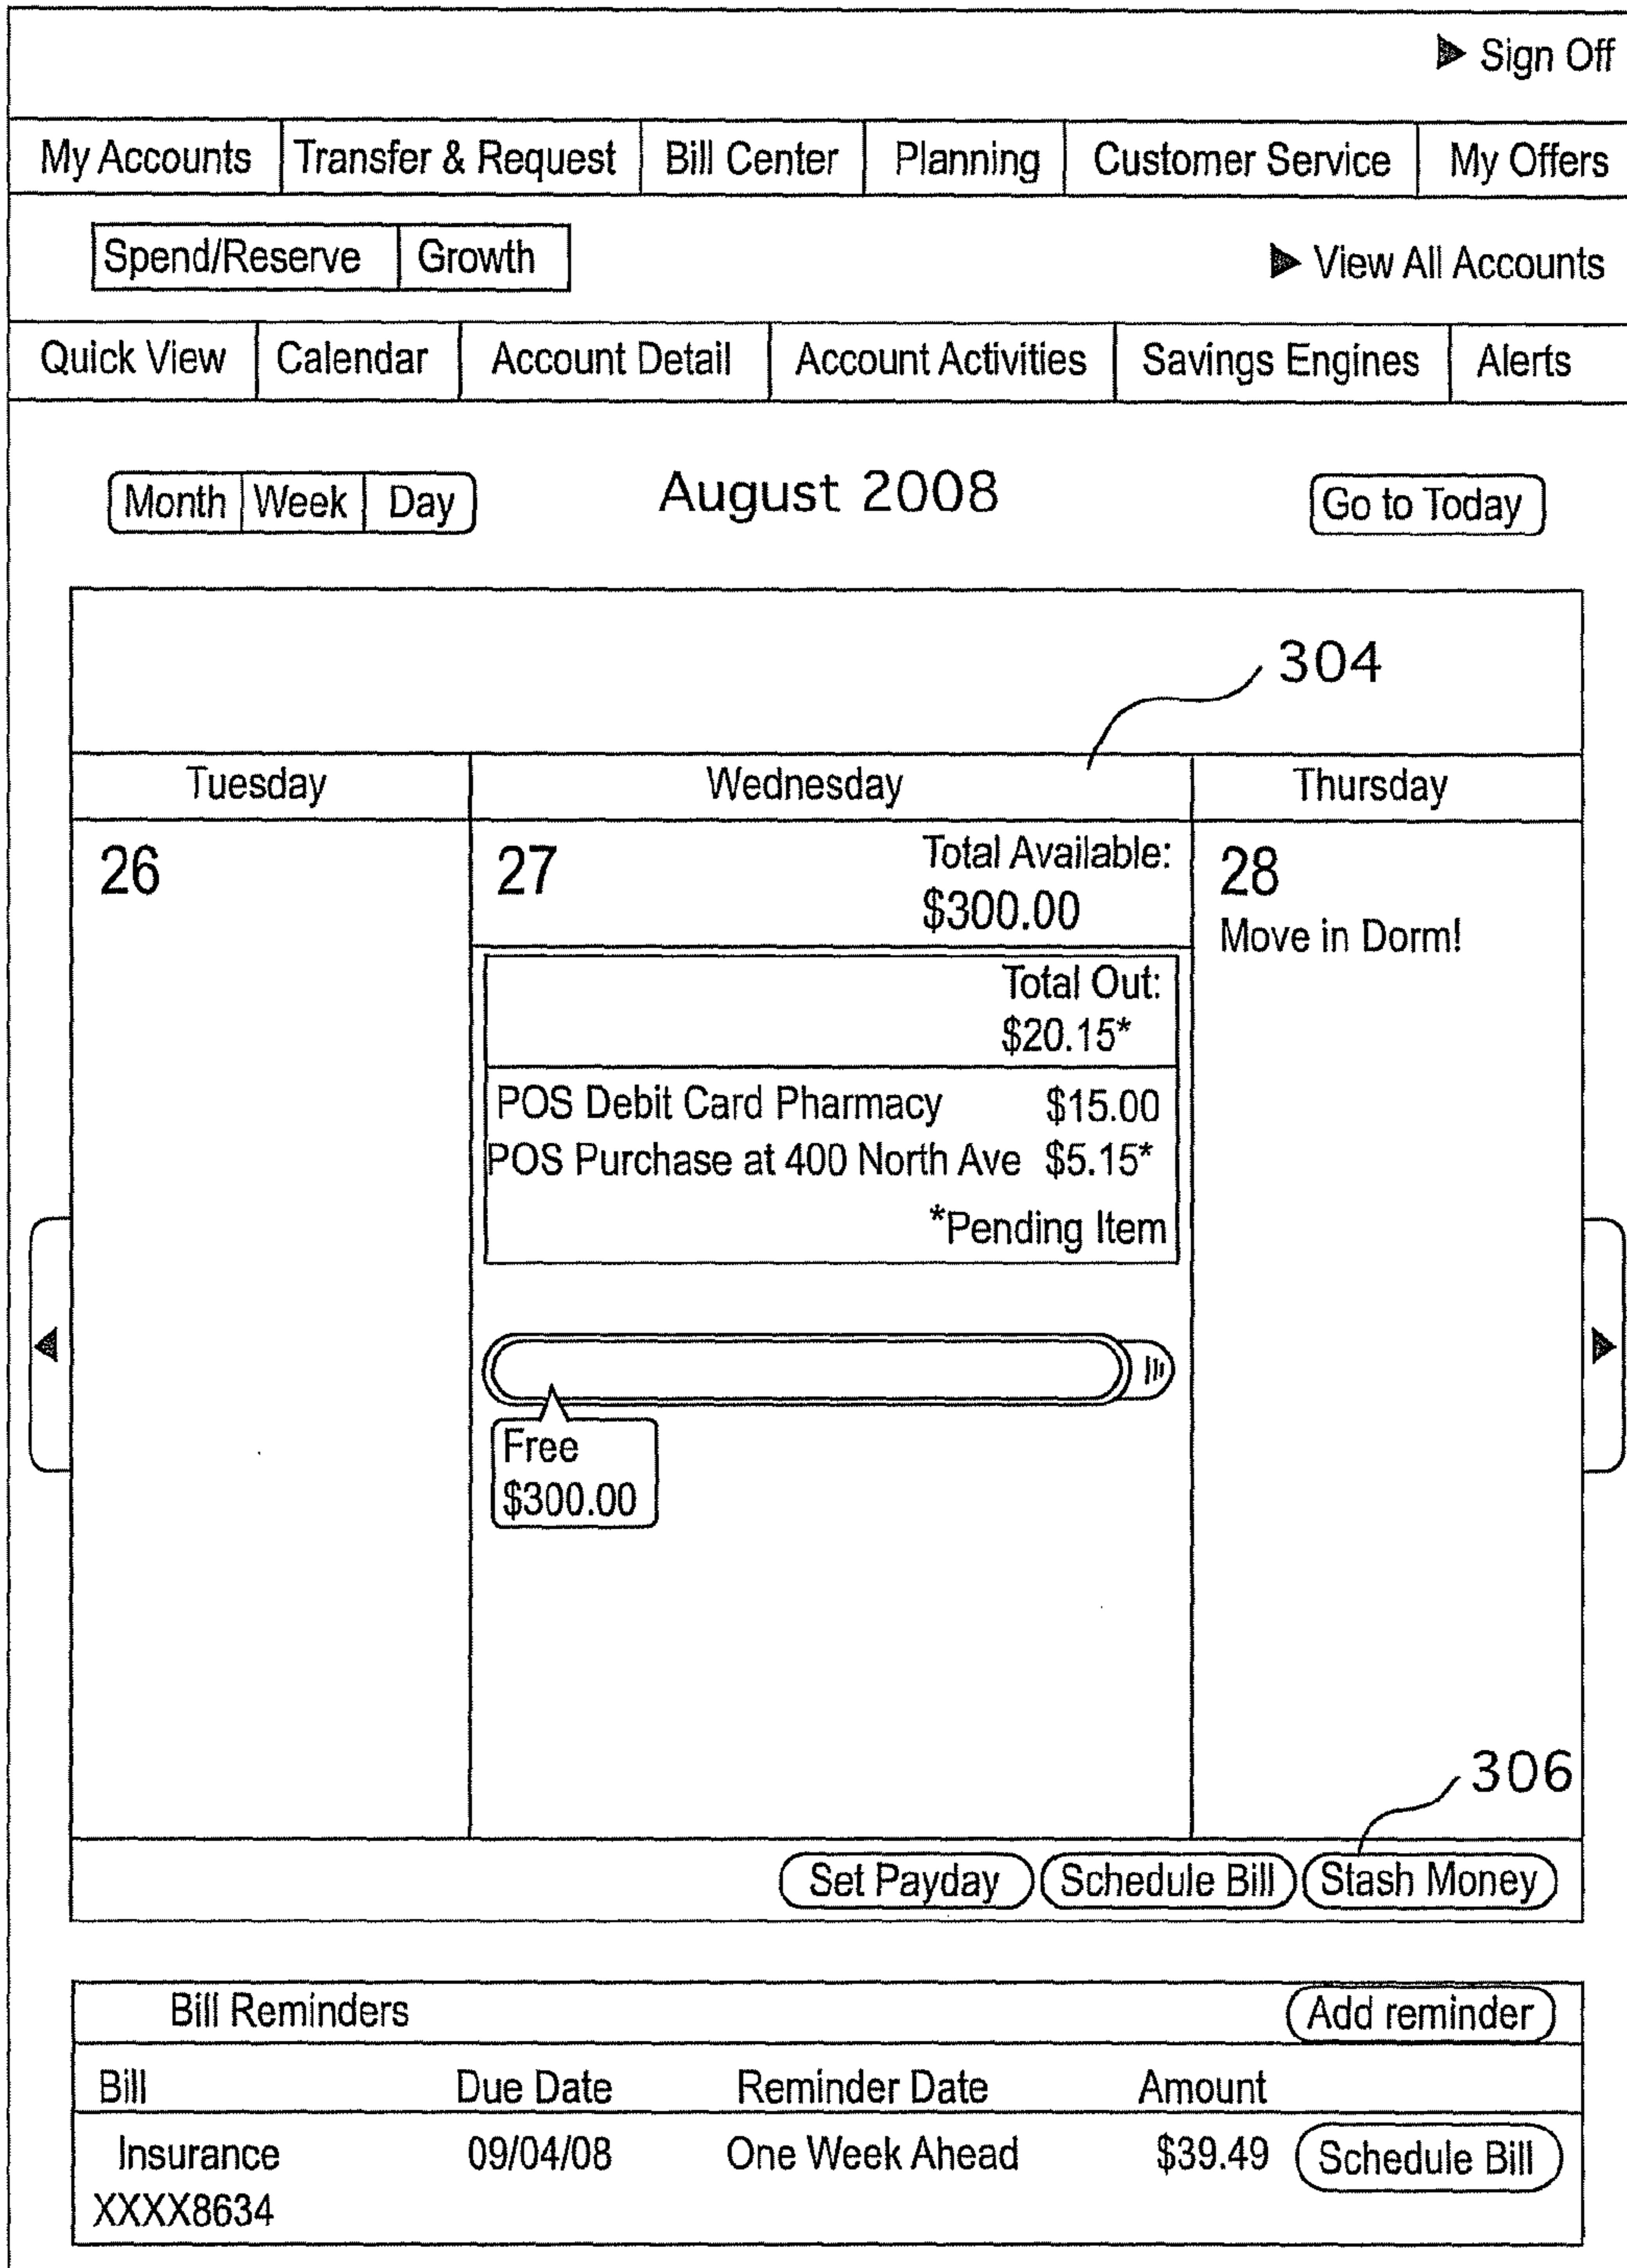 Sign Off
My Accounts Transfer & Request Bill Center Planning Customer Service My Offers
Spend/Reserve Growth View All Accounts
Quick View Calendar Account Detail Account Activities Savings Engines Alerts
Month Week Day August 2008 Go to Today
304
Tuesday Wednesday Thursday
26 27 Total Available: 28
$300.00 Move in Dorm!
Total Out:
$20.15*
POS Debit Card Pharmacy $15.00
POS Purchase at 400 North Ave $5.15*
*Pending Item
Free
$300.00
306
Set Payday Schedule Bill Stash Money
Bill Reminders Add reminder
Bill Due Date Reminder Date Amount
Insurance 09/04/08 One Week Ahead $39.49 Schedule Bill
XXXX8634